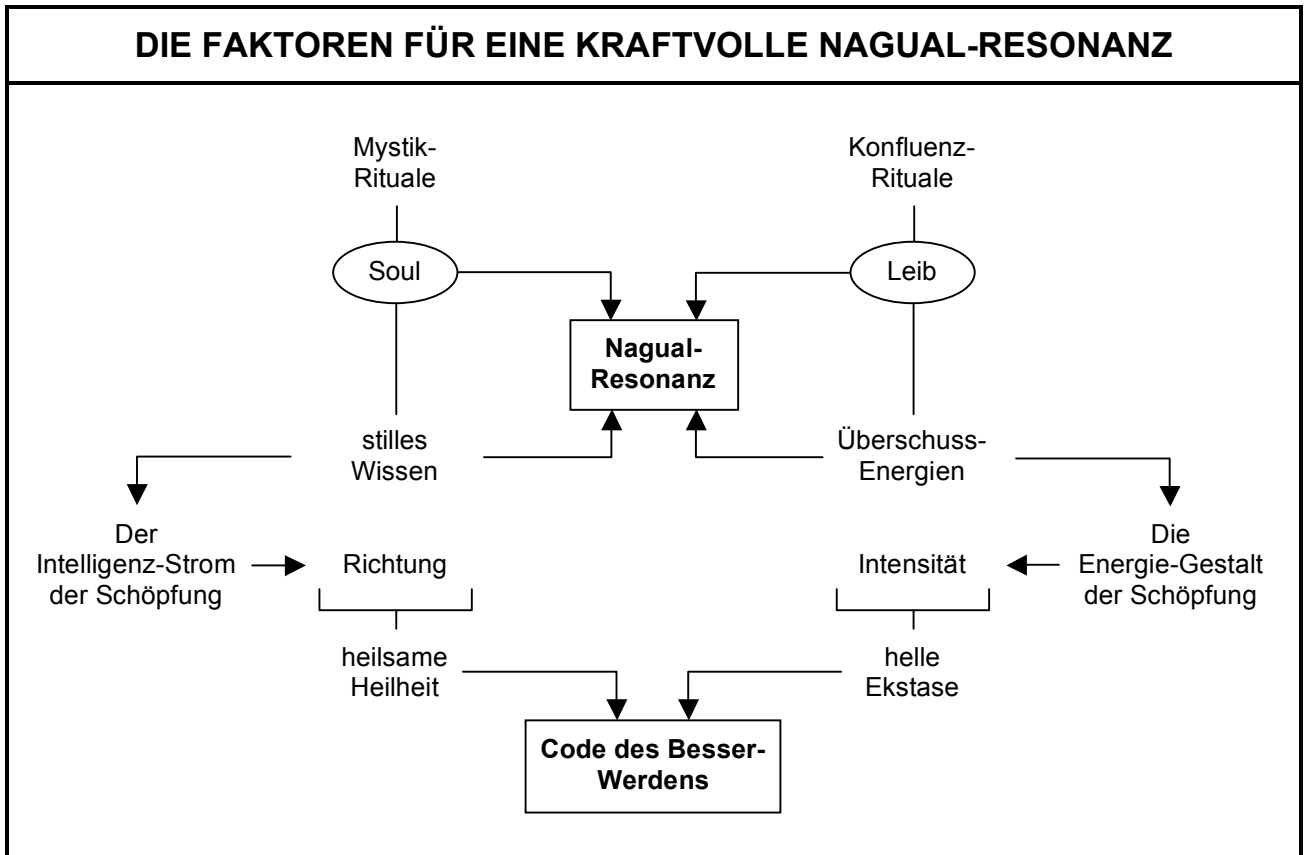 DIE FAKTOREN FÜR EINE KRAFTVOLLE NAGUAL-RESONANZ
Mystik-
Rituale
Konfluenz-
Rituale
Soul
Leib
Nagual-
Resonanz
stilles
Wissen
Überschuss-
Energien
Der
Intelligenz-Strom
der Schöpfung
Richtung
Intensität
Die
Energie-Gestalt
der Schöpfung
heilsame
Heilheit
helle
Ekstase
Code des Besser-
Werdens